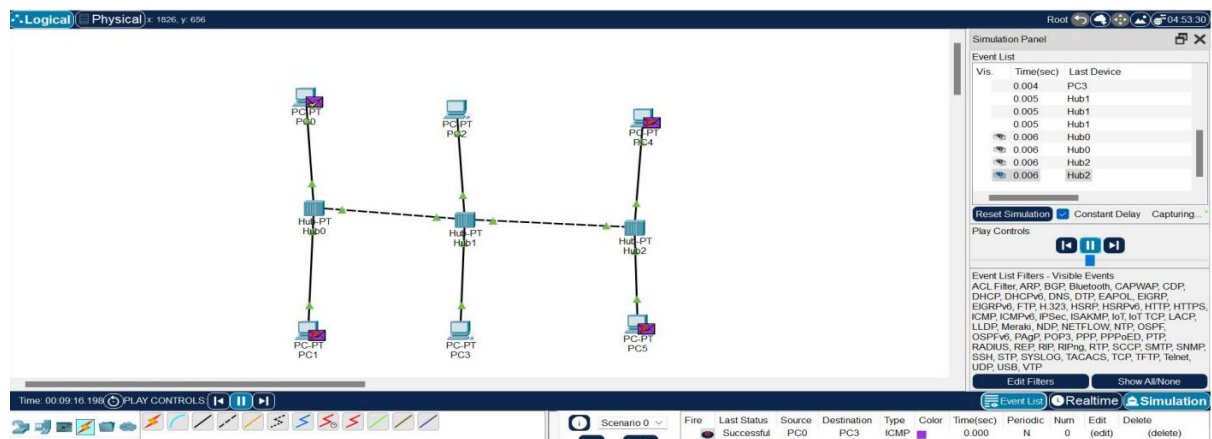 Logical Physical x: 1826, y: 656 Root 04:53:30
Simulation Panel
Event List
Vis. Time(sec) Last Device
0.004 PC3
0.005 Hub1
0.005 Hub1
0.005 Hub1
0.006 Hub0
0.006 Hub0
0.006 Hub2
0.006 Hub2
Reset Simulation Constant Delay Capturing...
Play Controls
Event List Filters - Visible Events
ACL Filter, ARP, BGP, Bluetooth, CAPWAP, CDP,
DHCP, DHCPv6, DNS, DTP, EAPOL, EIGRP,
EIGRPv6, FTP, H.323, HSRP, HSRPv6, HTTP, HTTPS,
ICMP, ICMPv6, IPSec, ISAKMP, IoT, IoT TCP, LACP,
LLDP, Meraki, NDP, NETFLOW, NTP, OSPF,
OSPFv6, PAgP, POP3, PPP, PPPoED, PTP,
RADIUS, REP, RIP, RIPng, RTP, SCCP, SMTP, SNMP,
SSH, STP, SYSLOG, TACACS, TCP, TFTP, Telnet,
UDP, USB, VTP
Edit Filters Show All/None
PC-PT
PC0
PC-PT
PC2
PC-PT
PC4
Hub-PT
Hub0
Hub-PT
Hub1
Hub-PT
Hub2
PC-PT
PC1
PC-PT
PC3
PC-PT
PC5
Time: 00:09:16.198 PLAY CONTROLS: Event List Realtime Simulation
Scenario 0 Fire Last Status Source Destination Type Color Time(sec) Periodic Num Edit Delete
Successful PC0 PC3 ICMP 0.000 N 0 (edit) (delete)